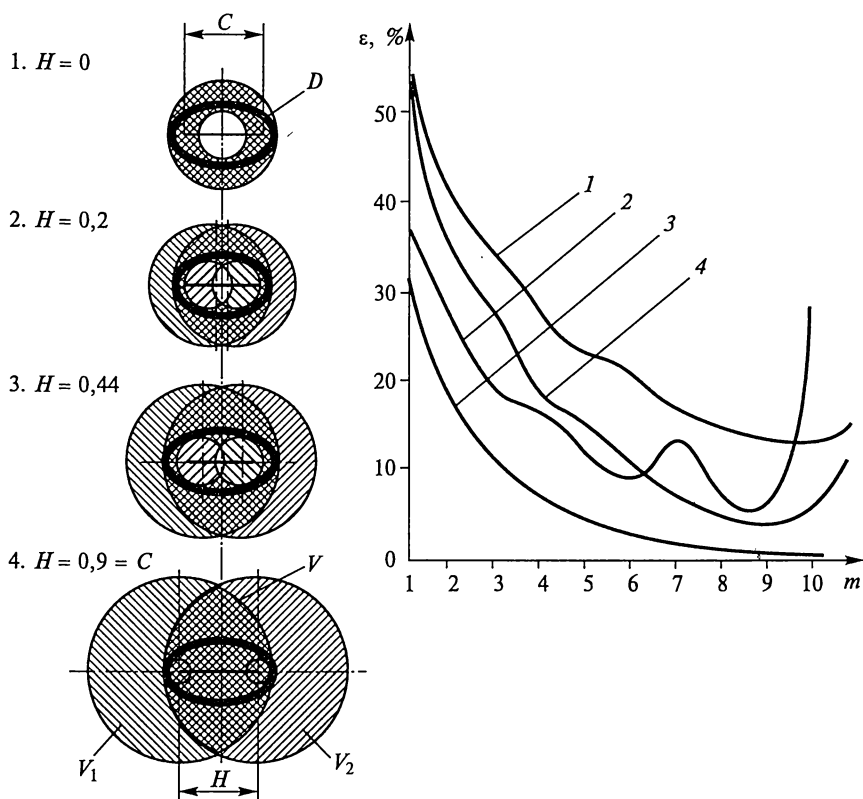 C
1. H = 0
D
2. H = 0,2
3. H = 0,44
4. H = 0,9 = C
V
V₁
V₂
H
ε, %
50
40
30
20
10
0
1
2
3
4
1 2 3 4 5 6 7 8 9 10 m